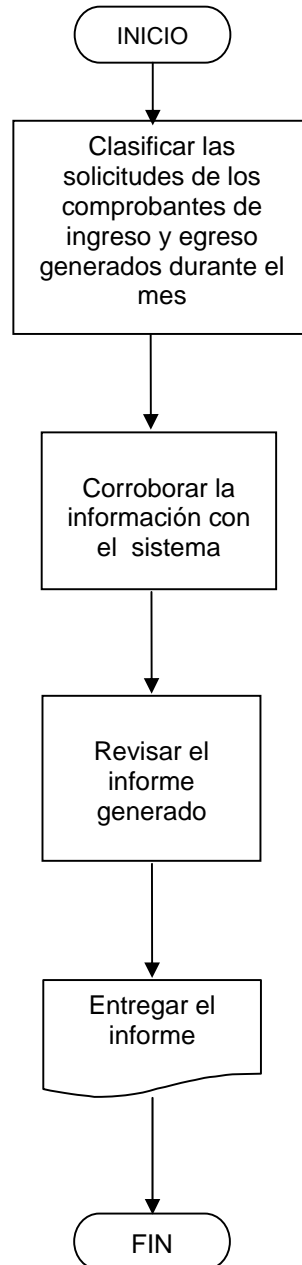 INICIO
Clasificar las
solicitudes de los
comprobantes de
ingreso y egreso
generados durante el
mes
Corroborar la
información con
el sistema
Revisar el
informe
generado
Entregar el
informe
FIN